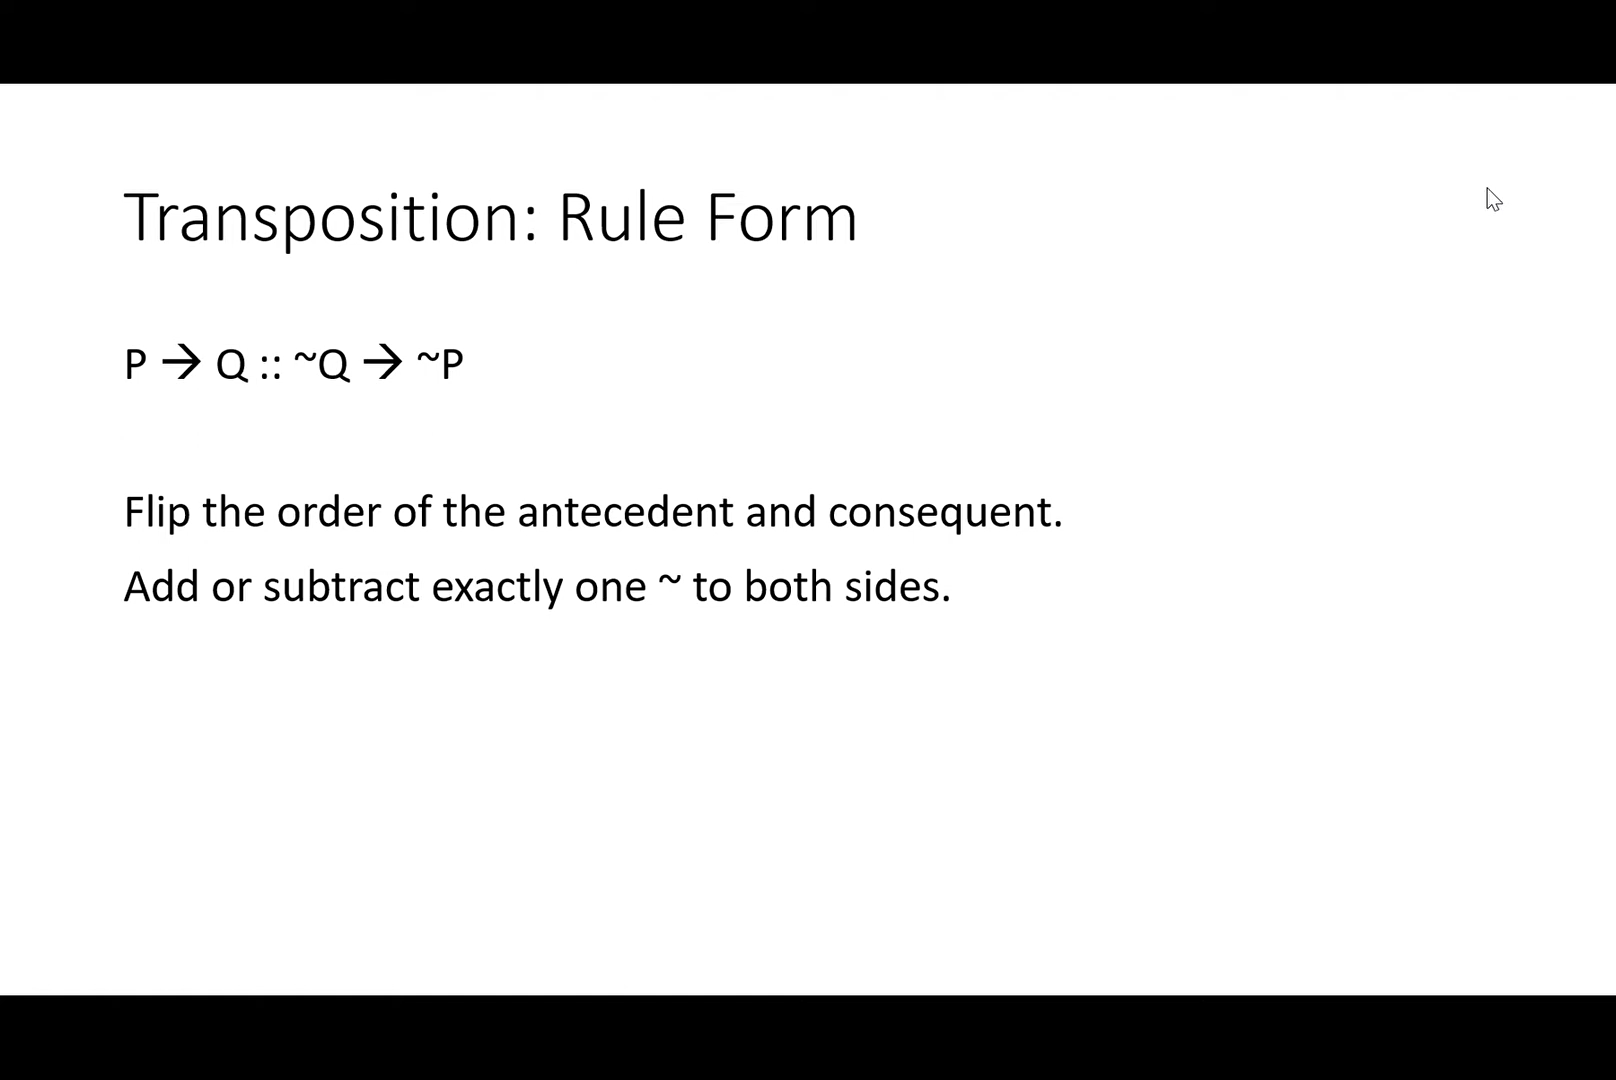 Transposition: Rule Form
P → Q :: ~Q → ~P
Flip the order of the antecedent and consequent.
Add or subtract exactly one ~ to both sides.